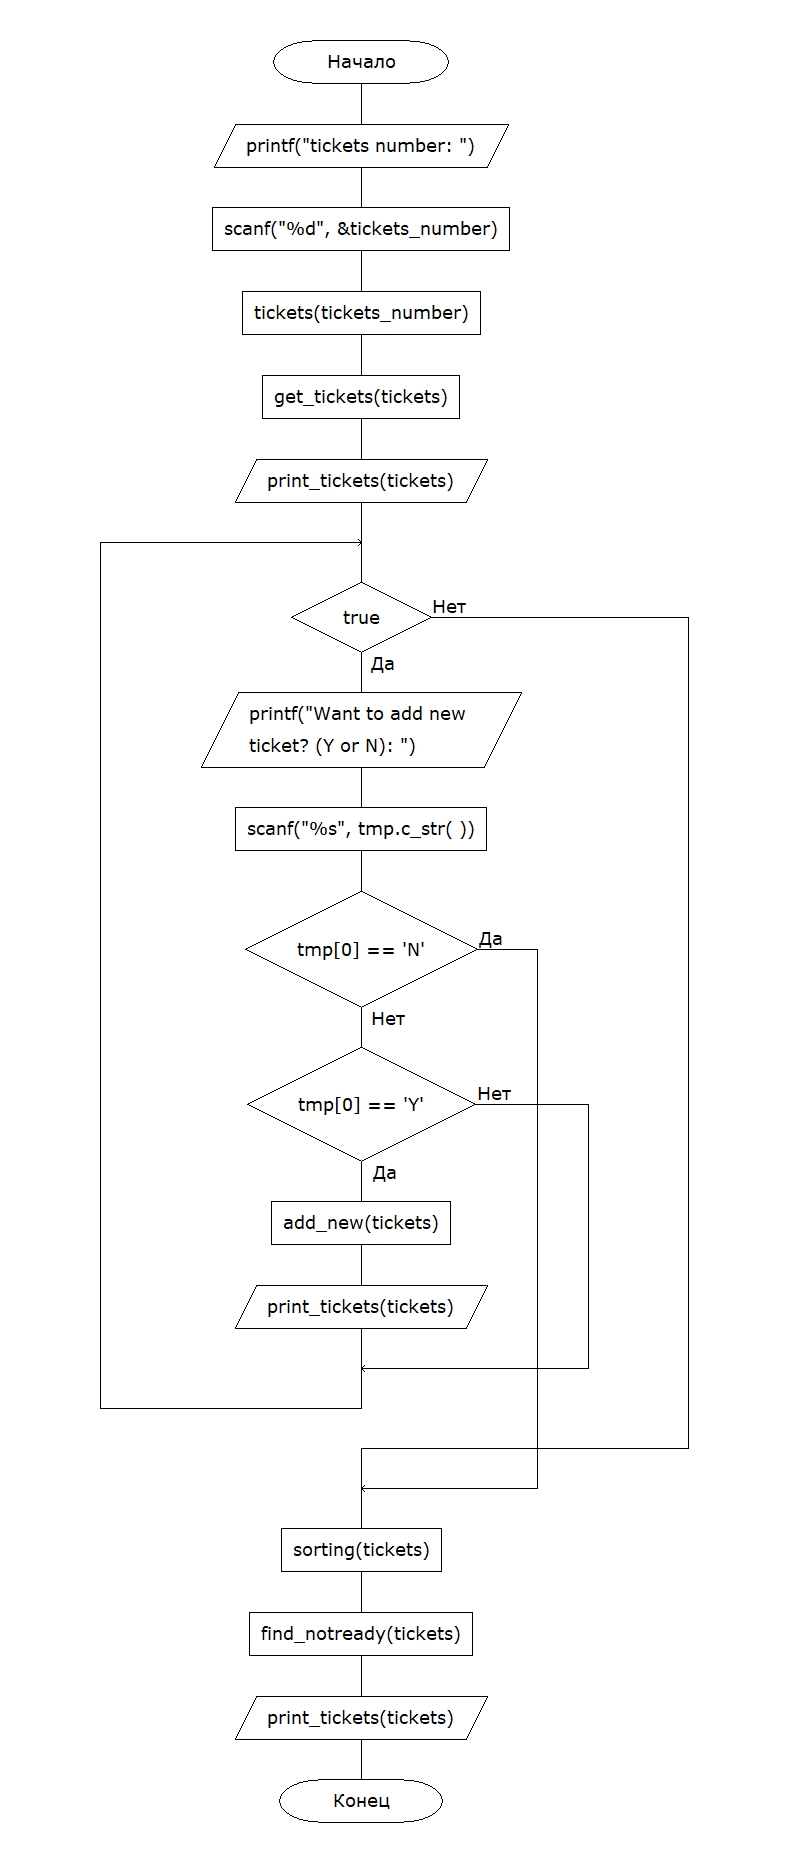 Начало
printf("tickets number: ")
scanf("%d", &tickets_number)
tickets(tickets_number)
get_tickets(tickets)
print_tickets(tickets)
true
Нет
Да
printf("Want to add new
ticket? (Y or N): ")
scanf("%s", tmp.c_str( ))
tmp[0] == 'N'
Да
Нет
tmp[0] == 'Y'
Нет
Да
add_new(tickets)
print_tickets(tickets)
sorting(tickets)
find_notready(tickets)
print_tickets(tickets)
Конец